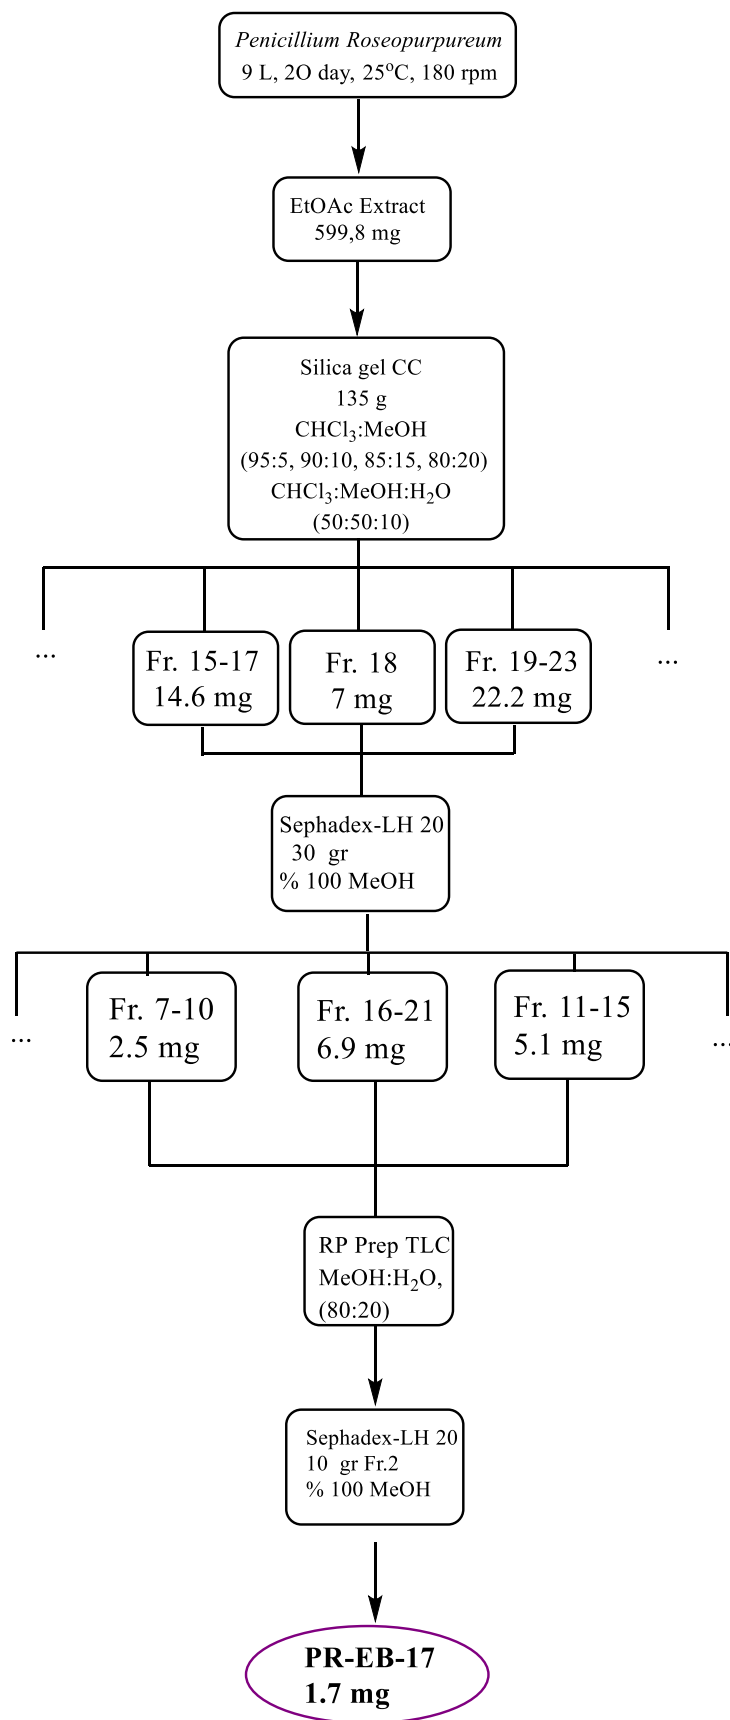 Penicillium Roseopurpureum
9 L, 2O day, 25°C, 180 rpm
EtOAc Extract
599,8 mg
Silica gel CC
135 g
CHCl₃:MeOH
(95:5, 90:10, 85:15, 80:20)
CHCl₃:MeOH:H₂O
(50:50:10)
...
Fr. 15-17
14.6 mg
Fr. 18
7 mg
Fr. 19-23
22.2 mg
...
Sephadex-LH 20
30 gr
% 100 MeOH
...
Fr. 7-10
2.5 mg
Fr. 16-21
6.9 mg
Fr. 11-15
5.1 mg
...
RP Prep TLC
MeOH:H₂O,
(80:20)
Sephadex-LH 20
10 gr Fr.2
% 100 MeOH
PR-EB-17
1.7 mg